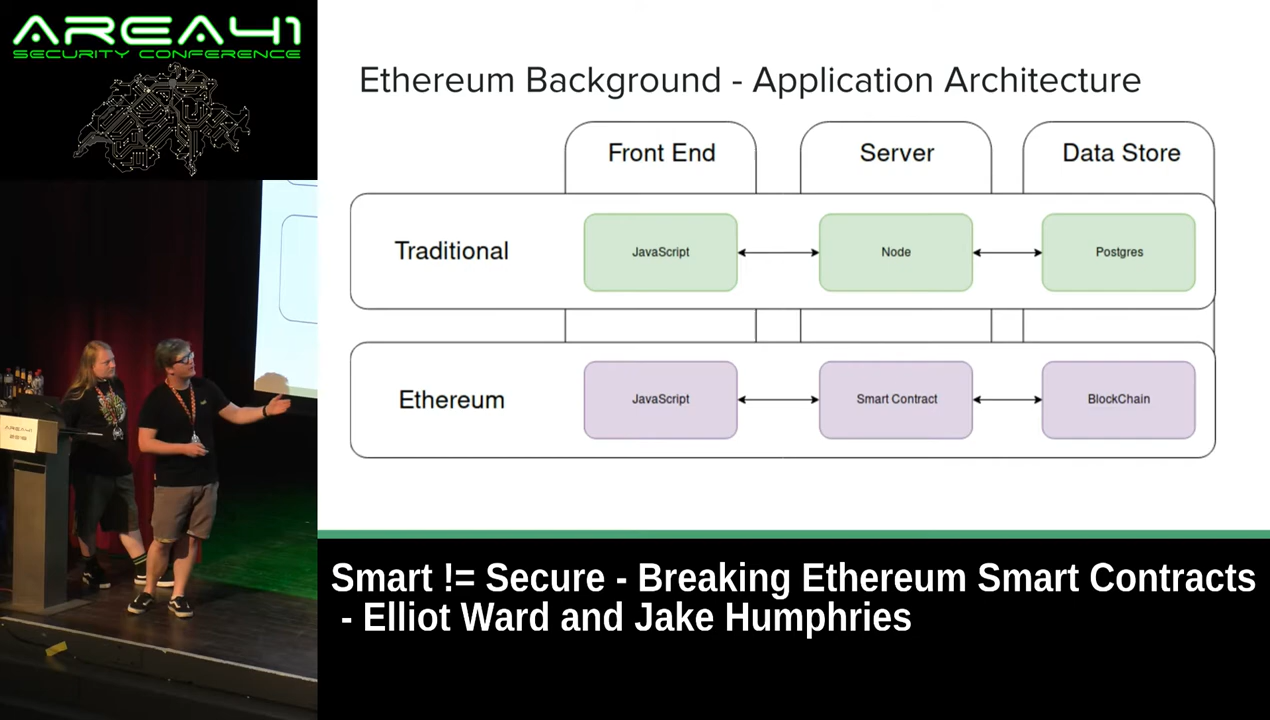 AREA41
SECURITY CONFERENCE
Ethereum Background - Application Architecture
Front End
Server
Data Store
Traditional
JavaScript
Node
Postgres
Ethereum
JavaScript
Smart Contract
BlockChain
AREA41
Smart != Secure - Breaking Ethereum Smart Contracts
- Elliot Ward and Jake Humphries